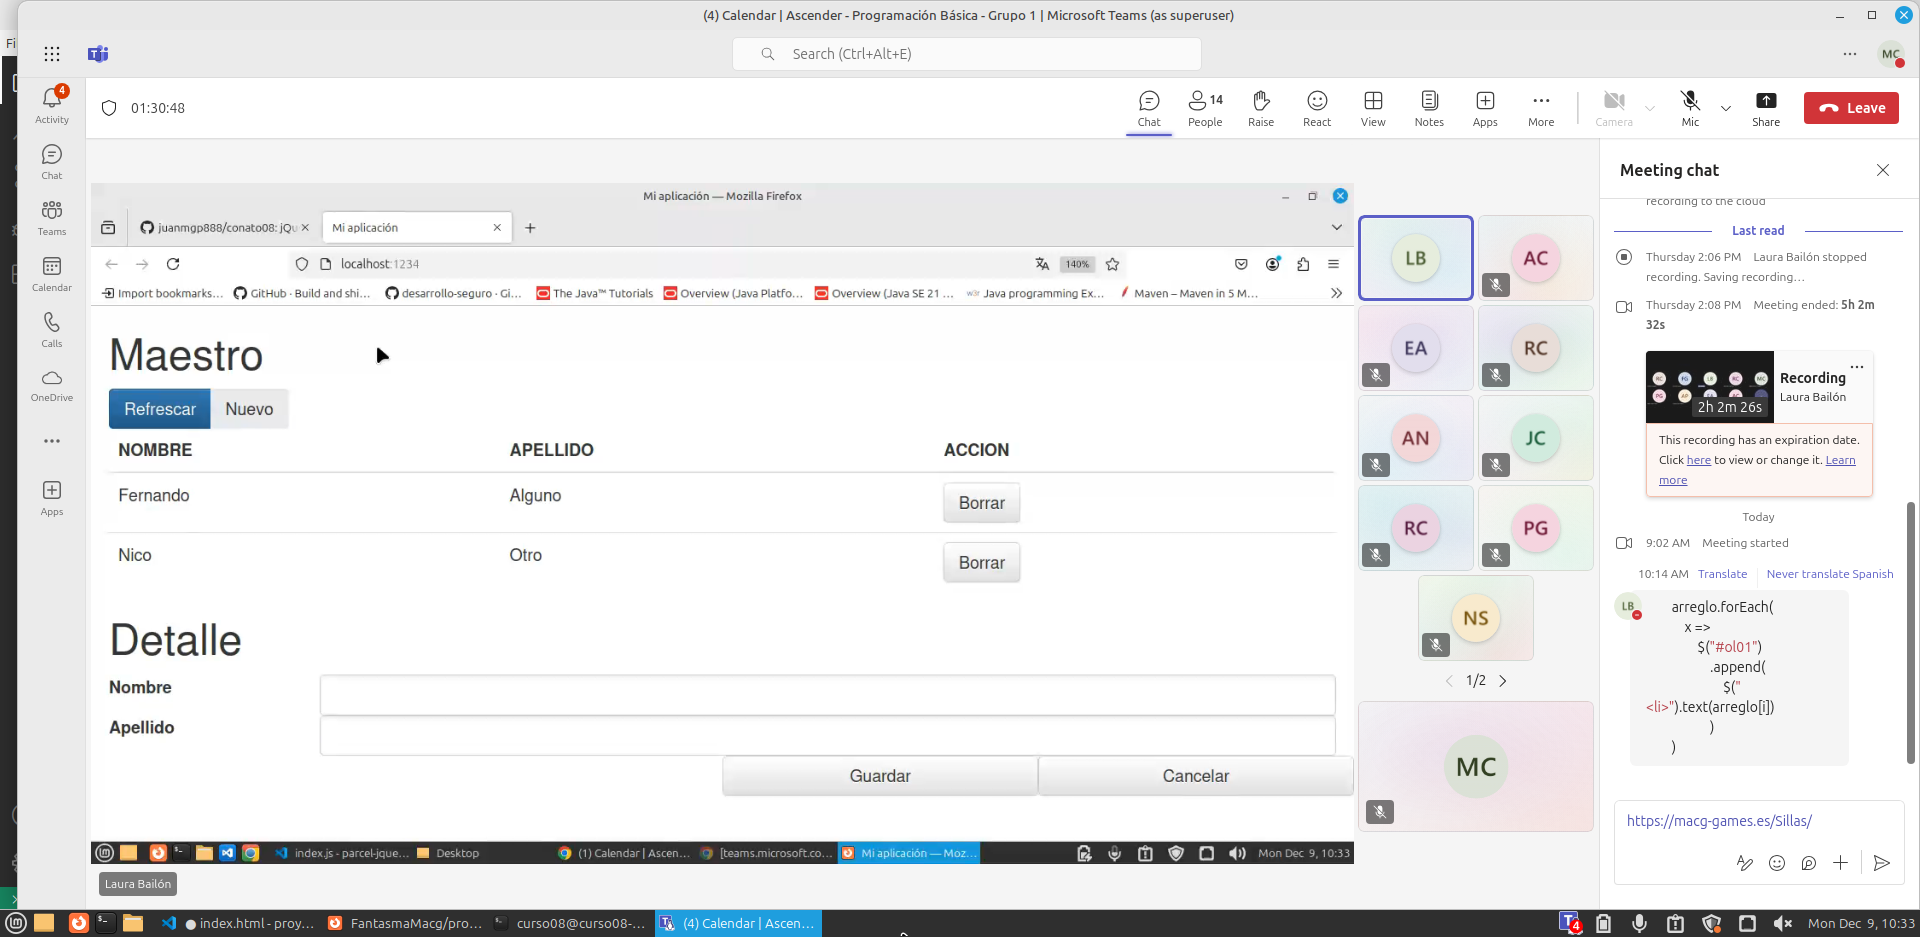 (4) Calendar | Ascender - Programación Básica - Grupo 1 | Microsoft Teams (as superuser)
Fi
Search (Ctrl+Alt+E)
MC
4
Activity
Chat
Teams
Calendar
Calls
OneDrive
Apps
01:30:48
Chat
14
People
Raise
React
View
Notes
Apps
More
Camera
Mic
Share
Leave
Mi aplicación — Mozilla Firefox
juanmgp888/conato08: jQu
Mi aplicación
localhost:1234
140%
Import bookmarks...
GitHub · Build and shi...
desarrollo-seguro · Gi...
The Java™ Tutorials
Overview (Java Platfo...
Overview (Java SE 21 ...
Java programming Ex...
Maven – Maven in 5 M...
Maestro
Refrescar
Nuevo
NOMBRE
APELLIDO
ACCION
Fernando
Alguno
Borrar
Nico
Otro
Borrar
Detalle
Nombre
Apellido
Guardar
Cancelar
index.js - parcel-jque...
Desktop
(1) Calendar | Ascen...
[teams.microsoft.co...
Mi aplicación — Moz...
Mon Dec 9, 10:33
Laura Bailón
LB
AC
EA
RC
AN
JC
RC
PG
NS
1/2
MC
Meeting chat
recording to the cloud
Last read
Thursday 2:06 PM Laura Bailón stopped
recording. Saving recording...
Thursday 2:08 PM Meeting ended: 5h 2m
32s
Recording
Laura Bailón
2h 2m 26s
This recording has an expiration date.
Click here to view or change it. Learn
more
Today
9:02 AM Meeting started
10:14 AM Translate Never translate Spanish
LB
arreglo.forEach(
x =>
$("#ol01")
.append(
$("
<li>").text(arreglo[i])
)
)
https://macg-games.es/Sillas/
index.html - proy...
FantasmaMacg/pro...
curso08@curso08-...
(4) Calendar | Ascen...
4
Mon Dec 9, 10:33